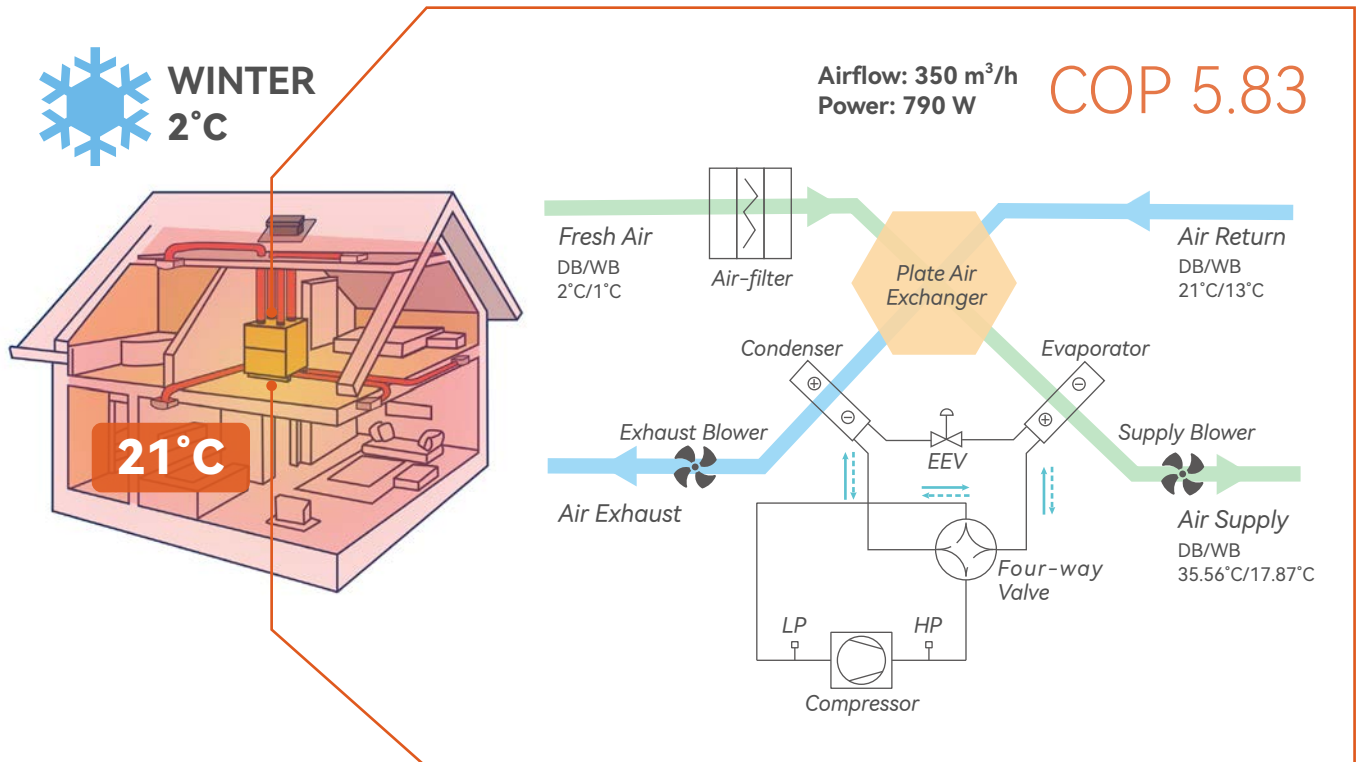 WINTER
2°C
Airflow: 350 m³/h
Power: 790 W
COP 5.83
Fresh Air
DB/WB
2°C/1°C
Air-filter
Plate Air
Exchanger
Air Return
DB/WB
21°C/13°C
Condenser
Evaporator
21°C
Exhaust Blower
EEV
Supply Blower
Air Exhaust
Air Supply
DB/WB
35.56°C/17.87°C
Four-way
Valve
LP
HP
Compressor